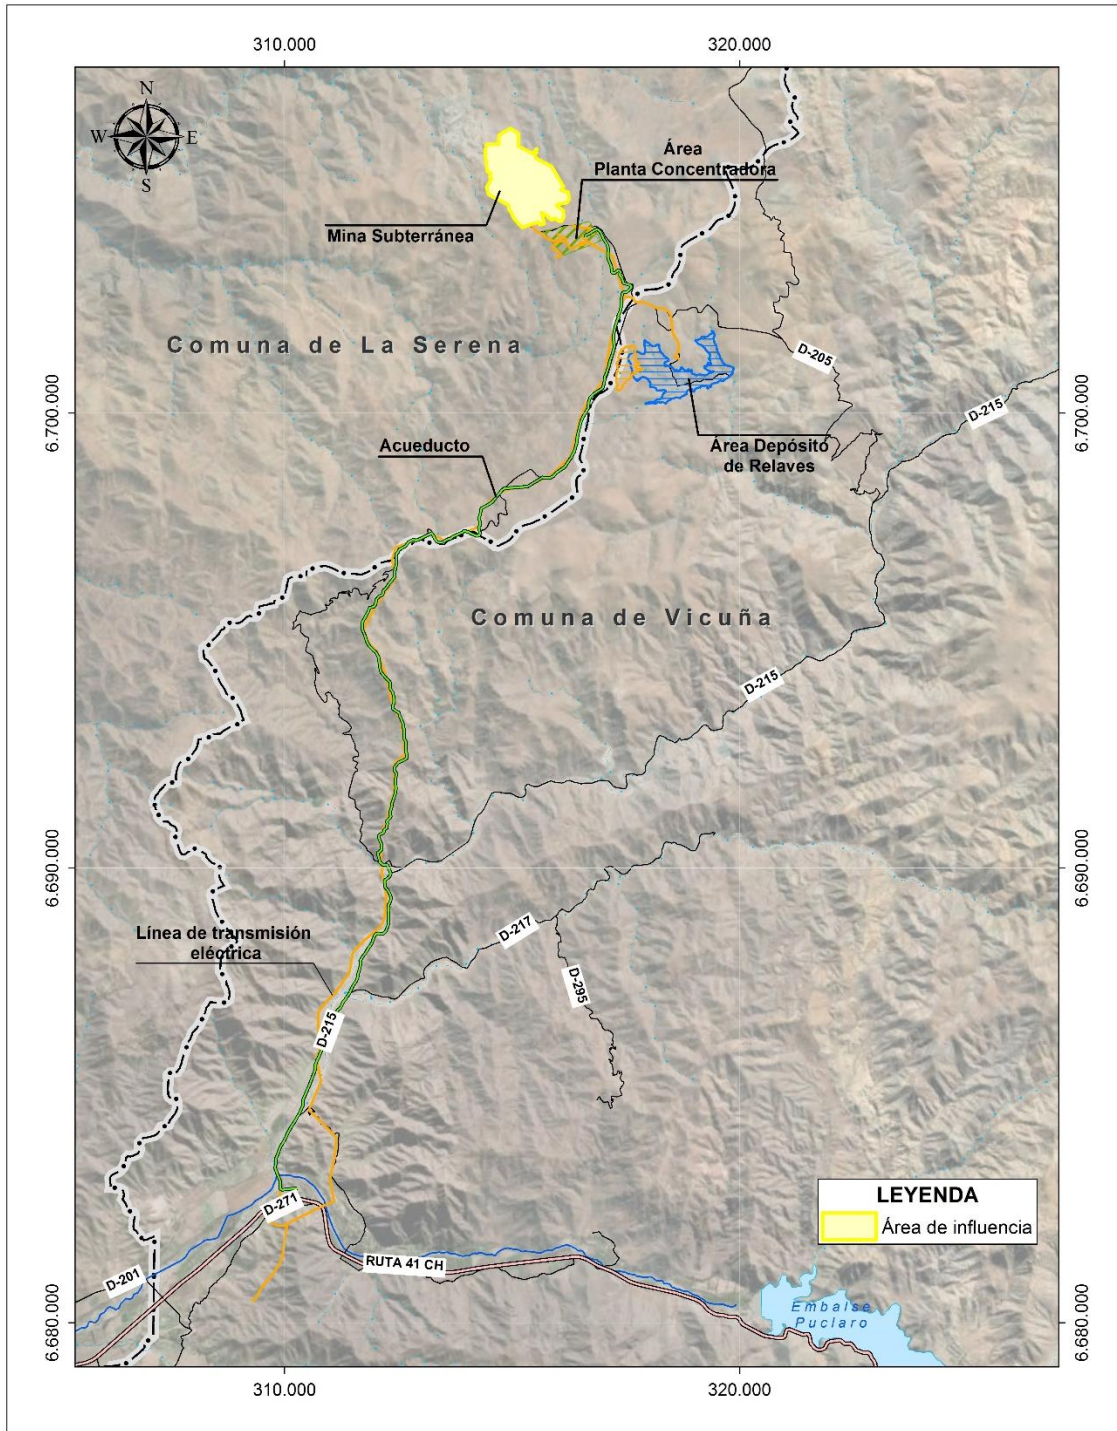 310.000
320.000
N
W
E
S
Área
Planta Concentradora
Mina Subterránea
Comuna de La Serena
D-205
D-215
6.700.000
6.700.000
Acueducto
Área Depósito
de Relaves
Comuna de Vicuña
D-215
6.690.000
6.690.000
Línea de transmisión
eléctrica
D-217
D-295
D-215
LEYENDA
Área de influencia
D-271
RUTA 41 CH
D-201
Embalse
Puclaro
6.680.000
6.680.000
310.000
320.000